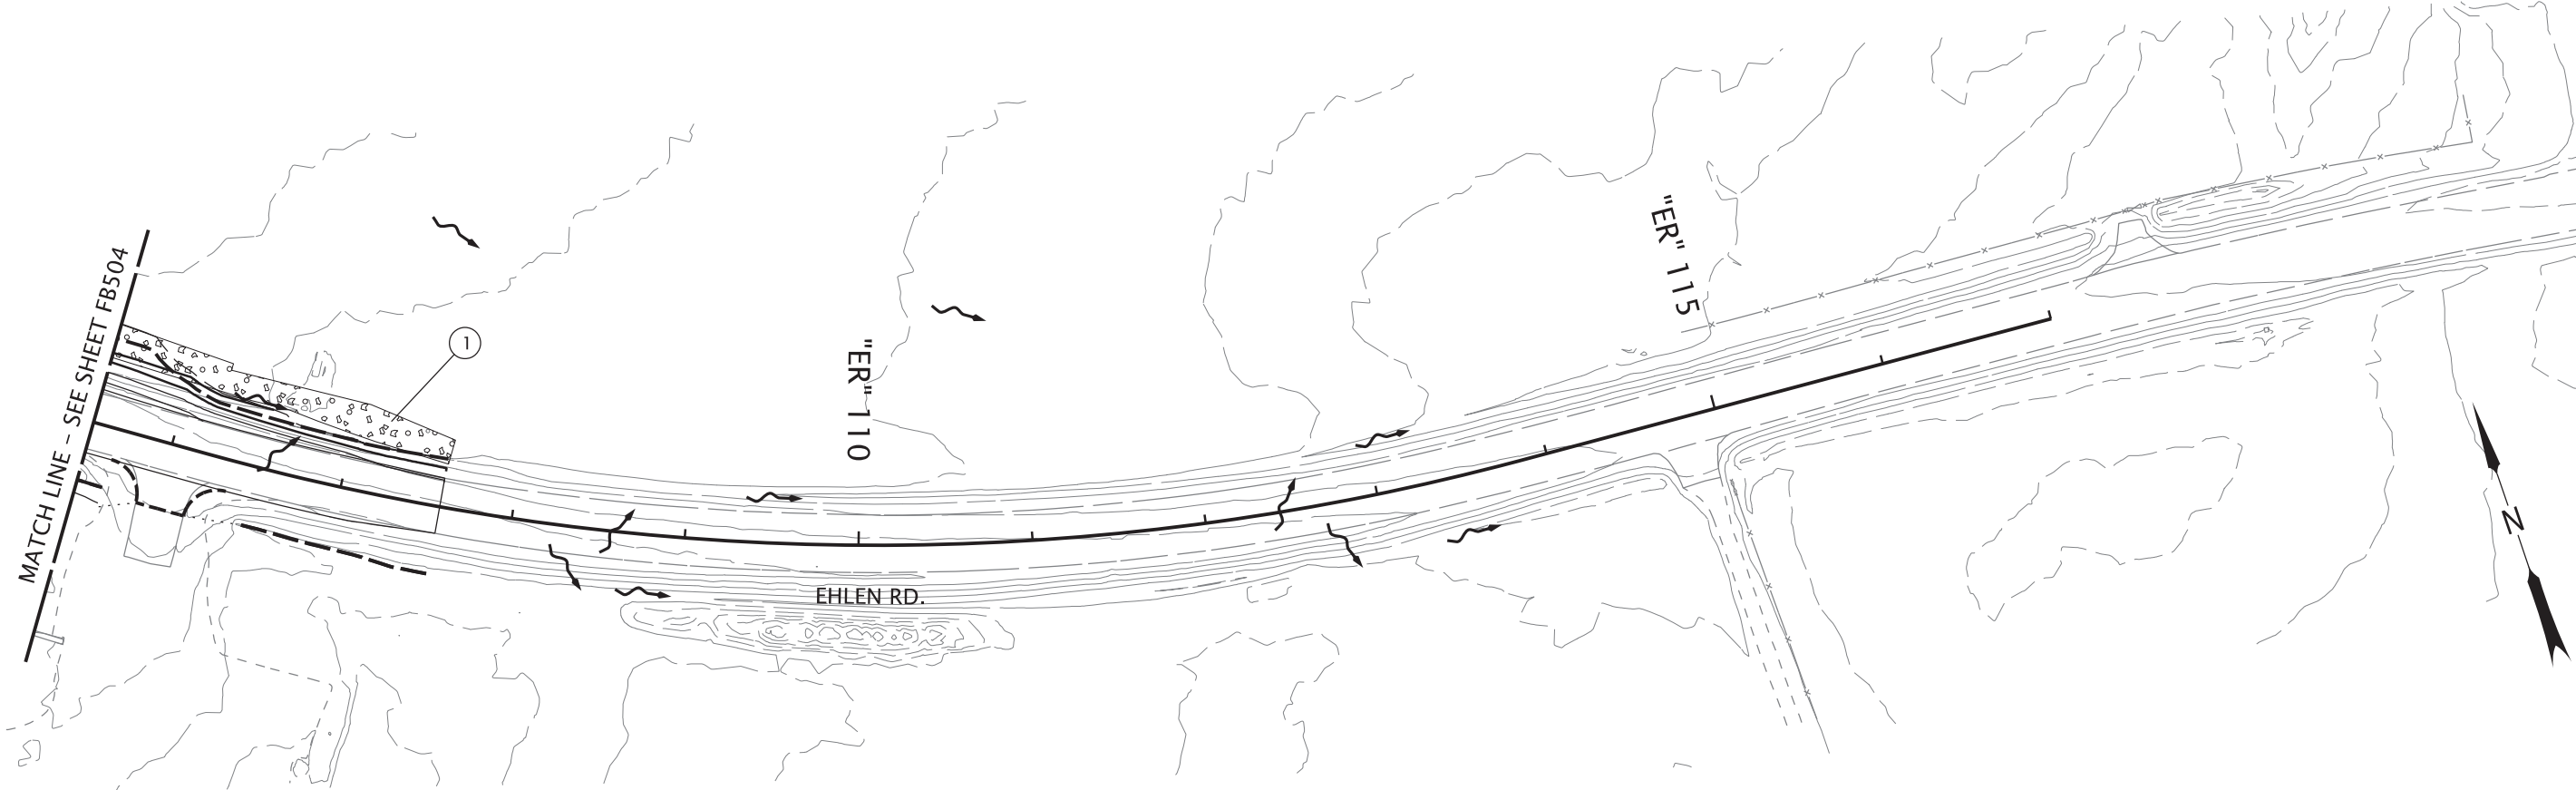 MATCH LINE - SEE SHEET FB504
1
"ER" 110
"ER" 115
EHLEN RD.
N